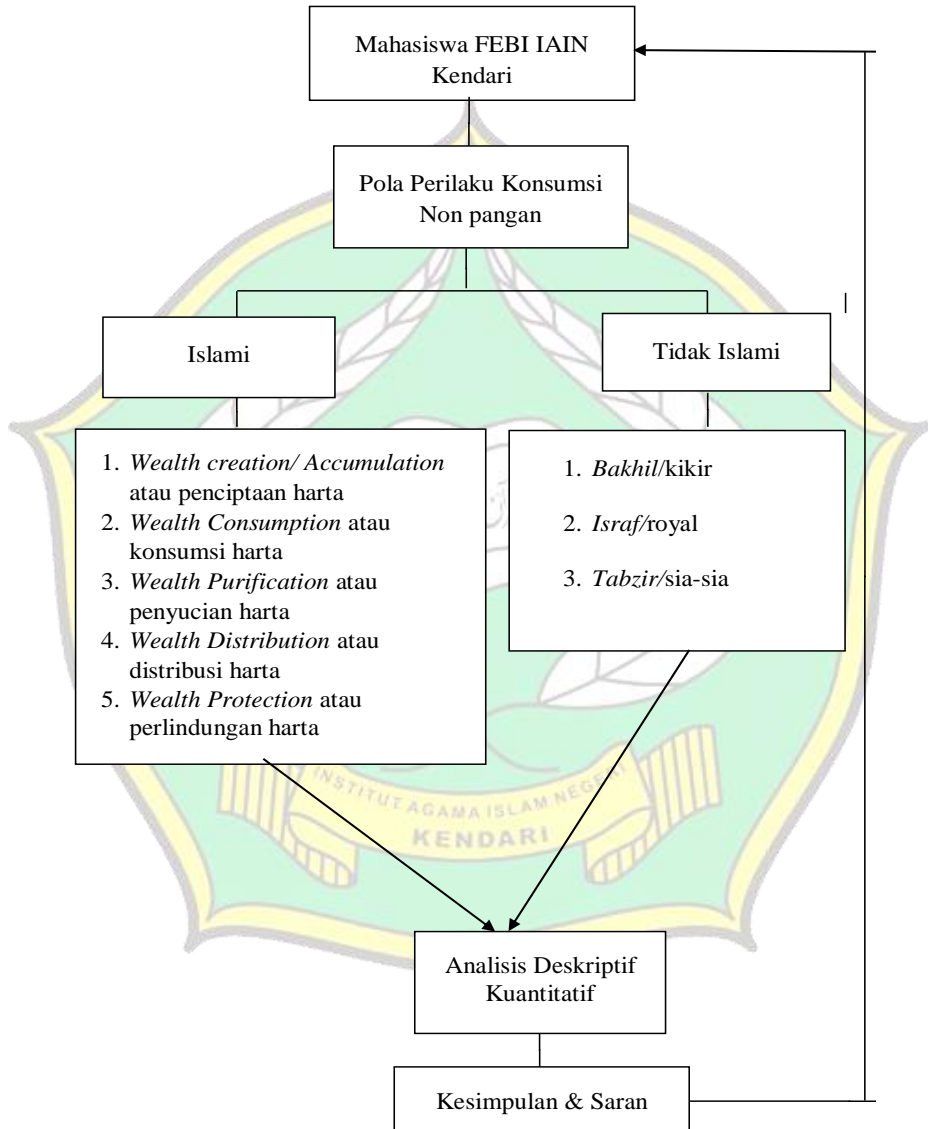 Mahasiswa FEBI IAIN
Kendari
Pola Perilaku Konsumsi
Non pangan
Islami
Tidak Islami
1. Wealth creation/ Accumulation
atau penciptaan harta
2. Wealth Consumption atau
konsumsi harta
3. Wealth Purification atau
penyucian harta
4. Wealth Distribution atau
distribusi harta
5. Wealth Protection atau
perlindungan harta
1. Bakhil/kikir
2. Israf/royal
3. Tabzir/sia-sia
INSTITUT AGAMA ISLAM NEGERI
KENDARI
Analisis Deskriptif
Kuantitatif
Kesimpulan & Saran